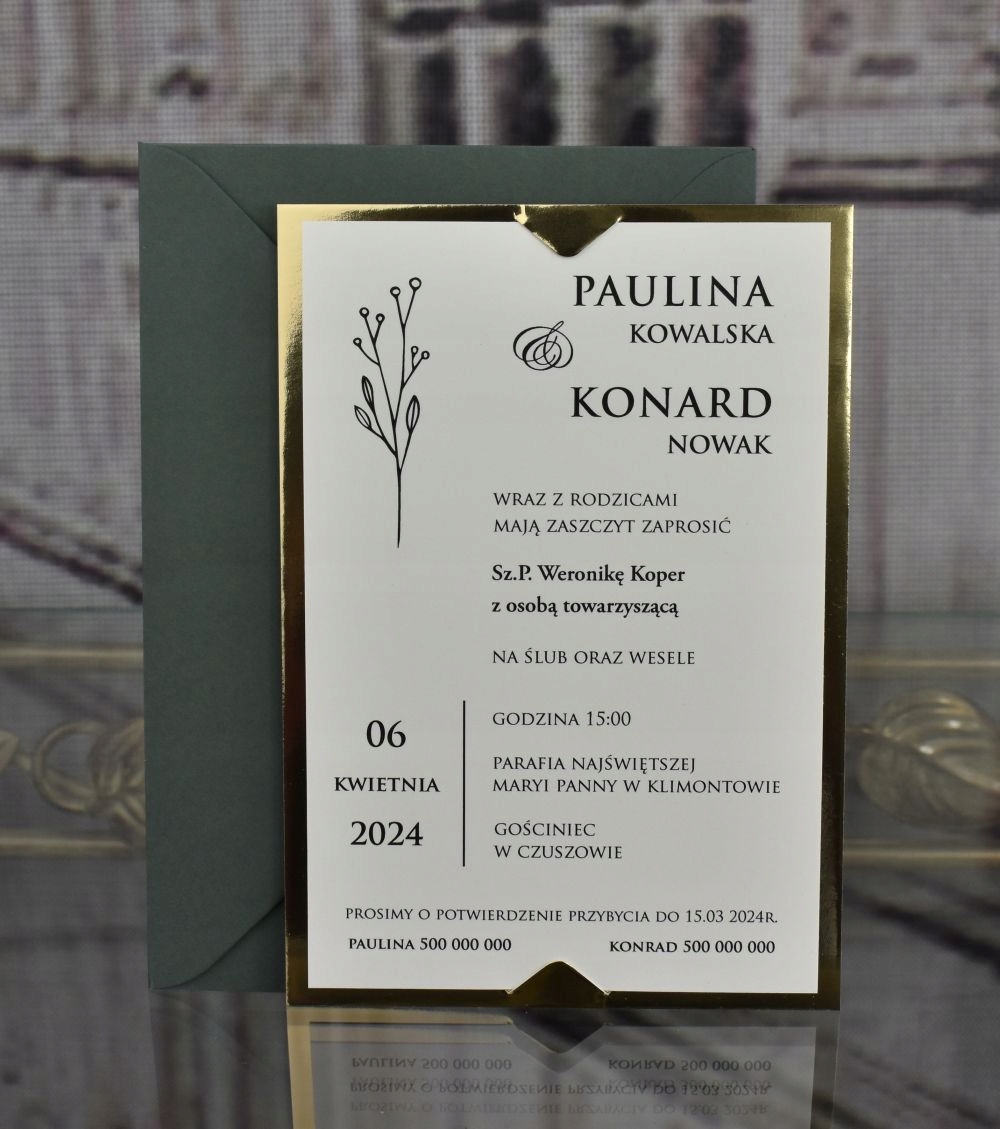 PAULINA
KOWALSKA
&
KONARD
NOWAK
WRAZ Z RODZICAMI
MAJĄ ZASZCZYT ZAPROSIĆ
Sz.P. Weronikę Koper
z osobą towarzyszącą
NA ŚLUB ORAZ WESELE
06
KWIETNIA
2024
GODZINA 15:00
PARAFIA NAJŚWIĘTSZEJ
MARYI PANNY W KLIMONTOWIE
GOŚCINIEC
W CZUSZOWIE
PROSIMY O POTWIERDZENIE PRZYBYCIA DO 15.03 2024R.
PAULINA 500 000 000 KONRAD 500 000 000